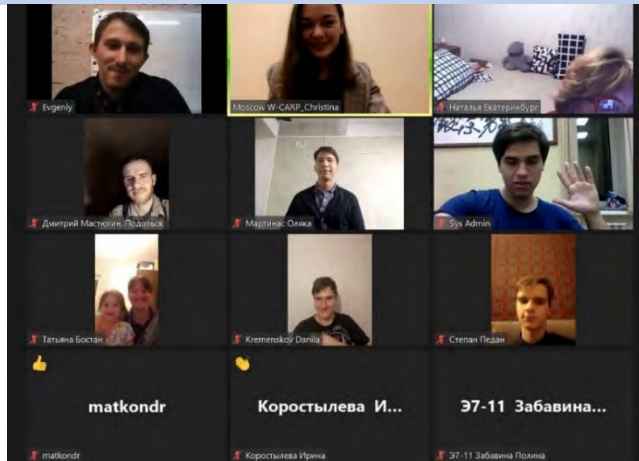 Evgeniy
Moscow W-CARP_Christina
Наталья Екатеринбург
Дмитрий Мастюгин. Подольск
Мартинас Оляка
Sys Admin
Татьяна Бостан
Kremenskov Danila
Степан Педан
matkondr
Коростылева И...
Э7-11 Забавина...
matkondr
Коростылева Ирина
Э7-11 Забавина Полина